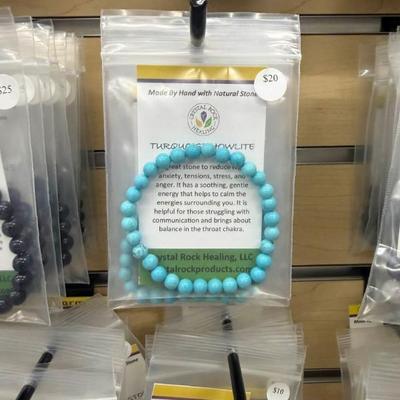 $20
$25
Made By Hand with Natural Stone
CRYSTAL ROCK
HEALING
TURQUOISE HOWLITE
great stone to reduce
anxiety, tensions, stress, and
anger. It has a soothing, gentle
energy that helps to calm the
energies surrounding you. It is
helpful for those struggling with
communication and brings about
balance in the throat chakra.
Crystal Rock Healing, LLC
crystalrockproducts.com
$10